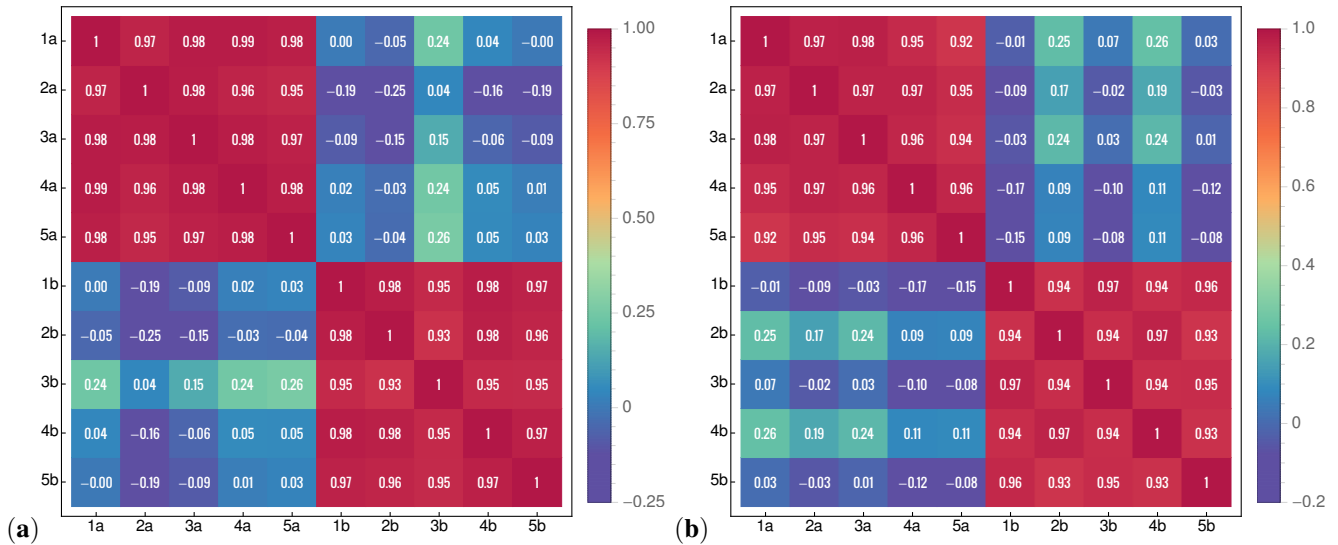 1a 1 0.97 0.98 0.99 0.98 0.00 −0.05 0.24 0.04 −0.00
2a 0.97 1 0.98 0.96 0.95 −0.19 −0.25 0.04 −0.16 −0.19
3a 0.98 0.98 1 0.98 0.97 −0.09 −0.15 0.15 −0.06 −0.09
4a 0.99 0.96 0.98 1 0.98 0.02 −0.03 0.24 0.05 0.01
5a 0.98 0.95 0.97 0.98 1 0.03 −0.04 0.26 0.05 0.03
1b 0.00 −0.19 −0.09 0.02 0.03 1 0.98 0.95 0.98 0.97
2b −0.05 −0.25 −0.15 −0.03 −0.04 0.98 1 0.93 0.98 0.96
3b 0.24 0.04 0.15 0.24 0.26 0.95 0.93 1 0.95 0.95
4b 0.04 −0.16 −0.06 0.05 0.05 0.98 0.98 0.95 1 0.97
5b −0.00 −0.19 −0.09 0.01 0.03 0.97 0.96 0.95 0.97 1
1a 2a 3a 4a 5a 1b 2b 3b 4b 5b
1.00
0.75
0.50
0.25
0
−0.25
(a)
1a 1 0.97 0.98 0.95 0.92 −0.01 0.25 0.07 0.26 0.03
2a 0.97 1 0.97 0.97 0.95 −0.09 0.17 −0.02 0.19 −0.03
3a 0.98 0.97 1 0.96 0.94 −0.03 0.24 0.03 0.24 0.01
4a 0.95 0.97 0.96 1 0.96 −0.17 0.09 −0.10 0.11 −0.12
5a 0.92 0.95 0.94 0.96 1 −0.15 0.09 −0.08 0.11 −0.08
1b −0.01 −0.09 −0.03 −0.17 −0.15 1 0.94 0.97 0.94 0.96
2b 0.25 0.17 0.24 0.09 0.09 0.94 1 0.94 0.97 0.93
3b 0.07 −0.02 0.03 −0.10 −0.08 0.97 0.94 1 0.94 0.95
4b 0.26 0.19 0.24 0.11 0.11 0.94 0.97 0.94 1 0.93
5b 0.03 −0.03 0.01 −0.12 −0.08 0.96 0.93 0.95 0.93 1
1a 2a 3a 4a 5a 1b 2b 3b 4b 5b
1.0
0.8
0.6
0.4
0.2
0
−0.2
(b)